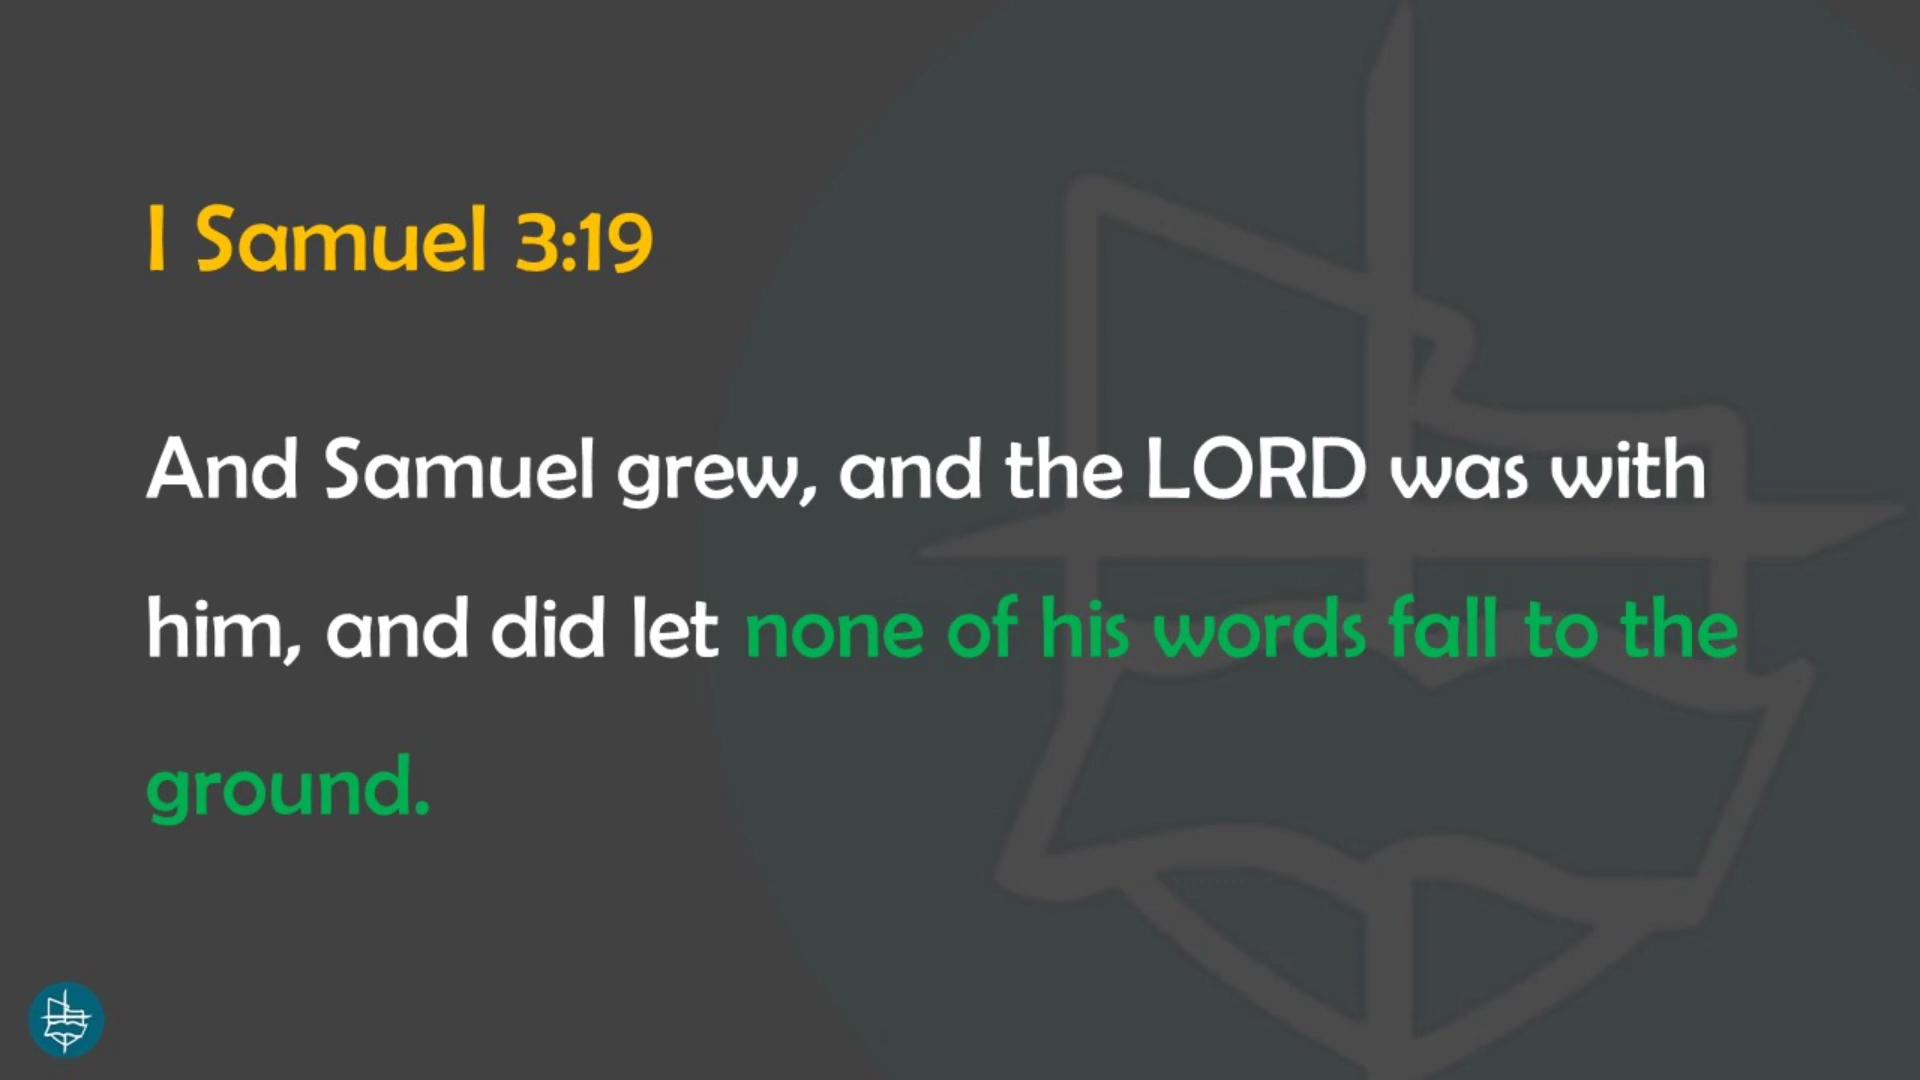 I Samuel 3:19
And Samuel grew, and the LORD was with
him, and did let none of his words fall to the
ground.